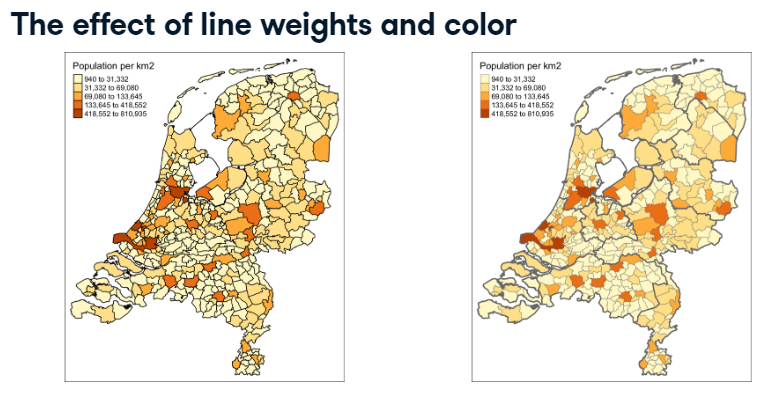 The effect of line weights and color
Population per km2
940 to 31,332
31,332 to 69,080
69,080 to 133,645
133,645 to 418,552
418,552 to 810,935
Population per km2
940 to 31,332
31,332 to 69,080
69,080 to 133,645
133,645 to 418,552
418,552 to 810,935